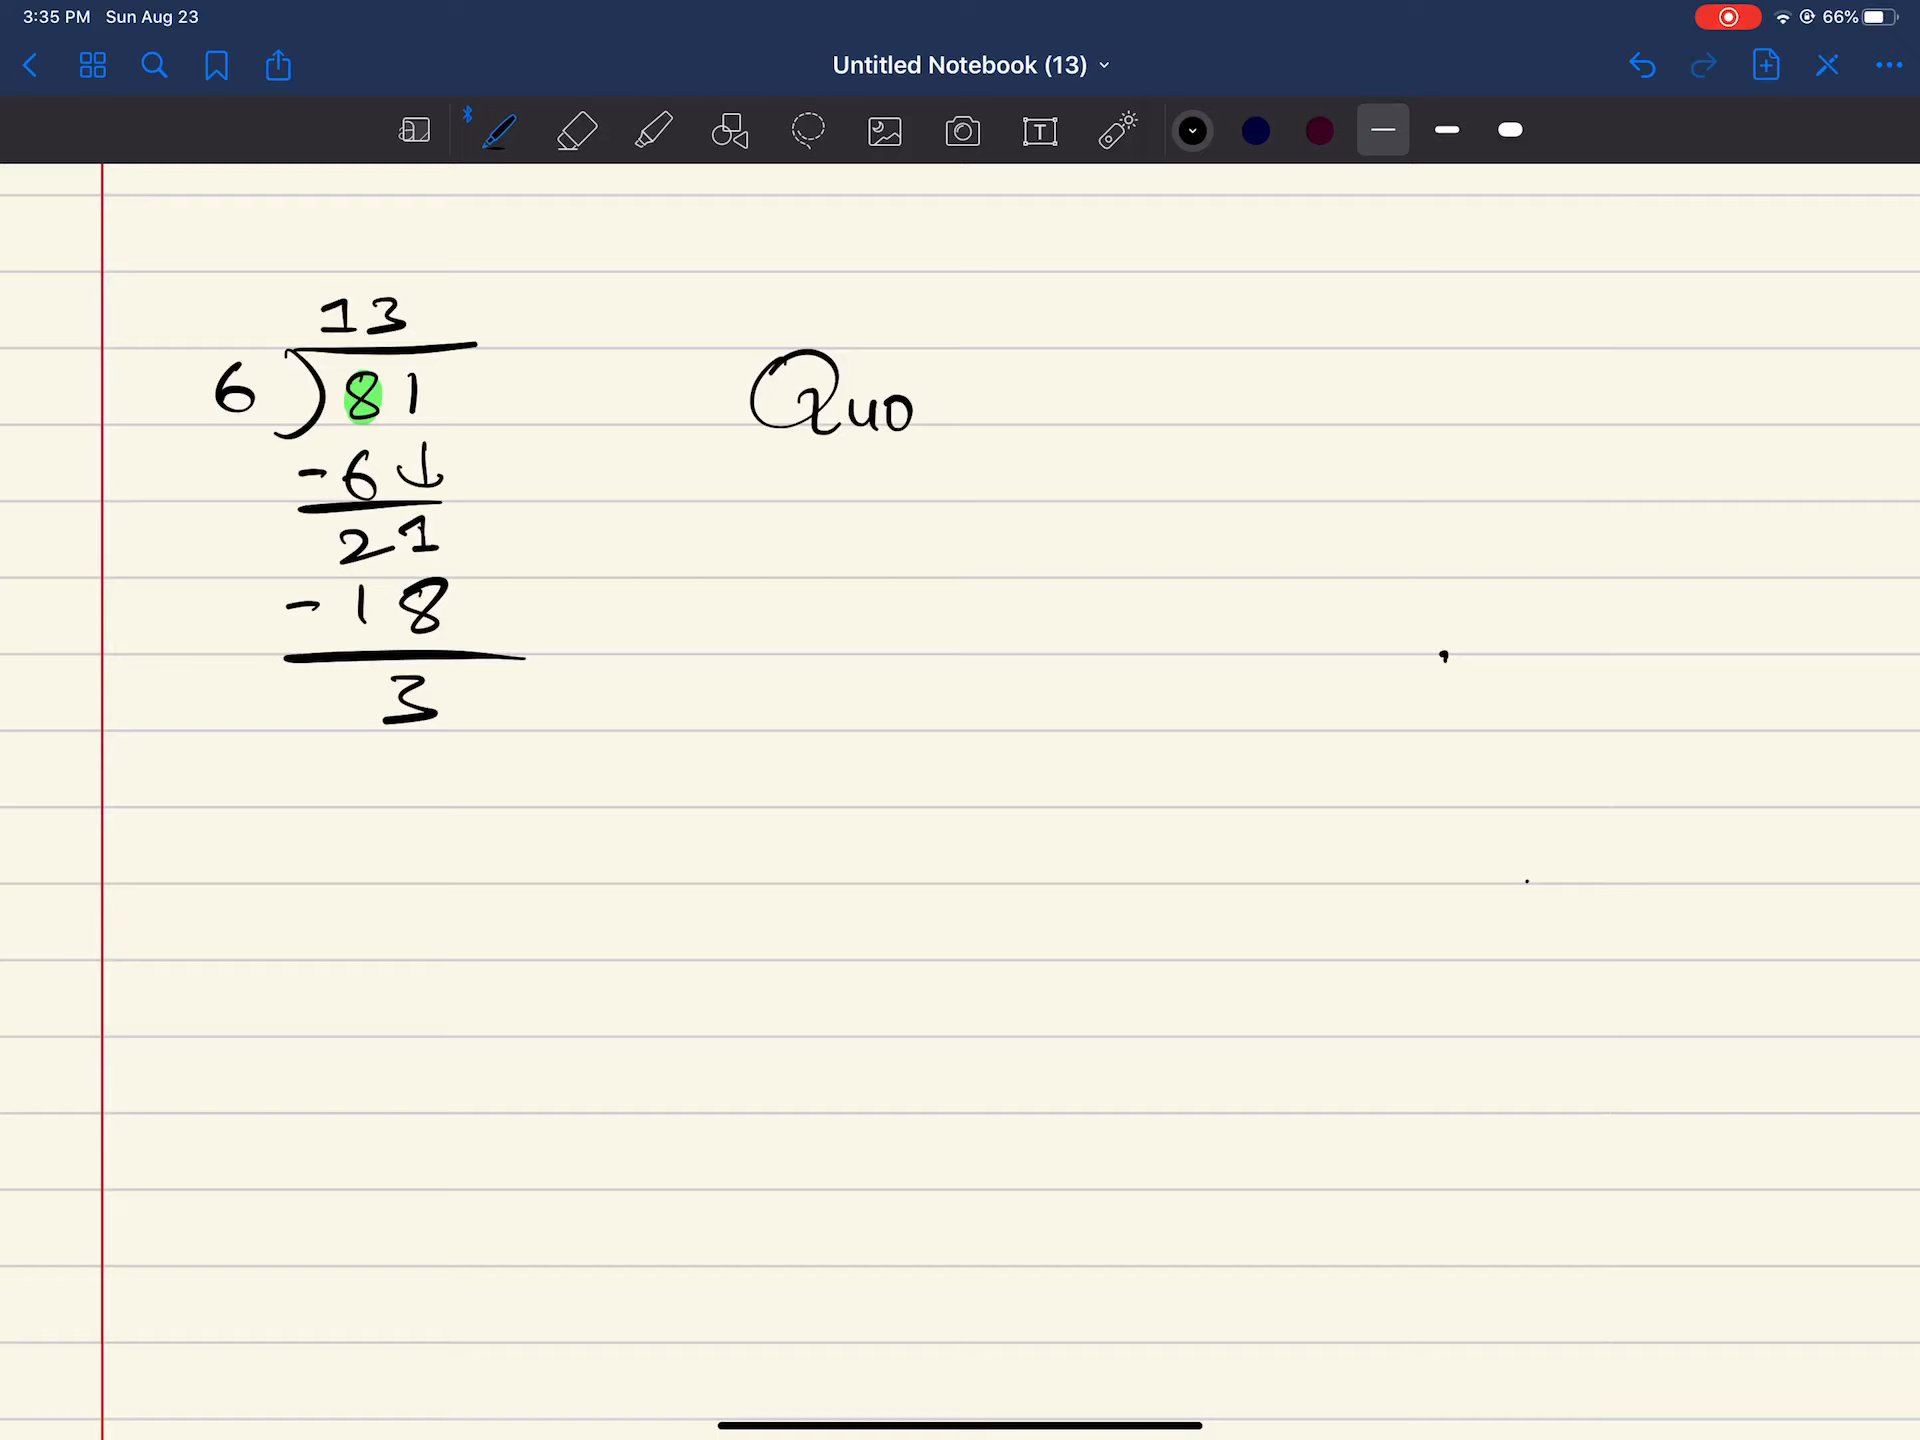 3:35 PM Sun Aug 23
66%
Untitled Notebook (13)
T
13
6 ) 81
- 6 ↓
21
- 18
3
Quo